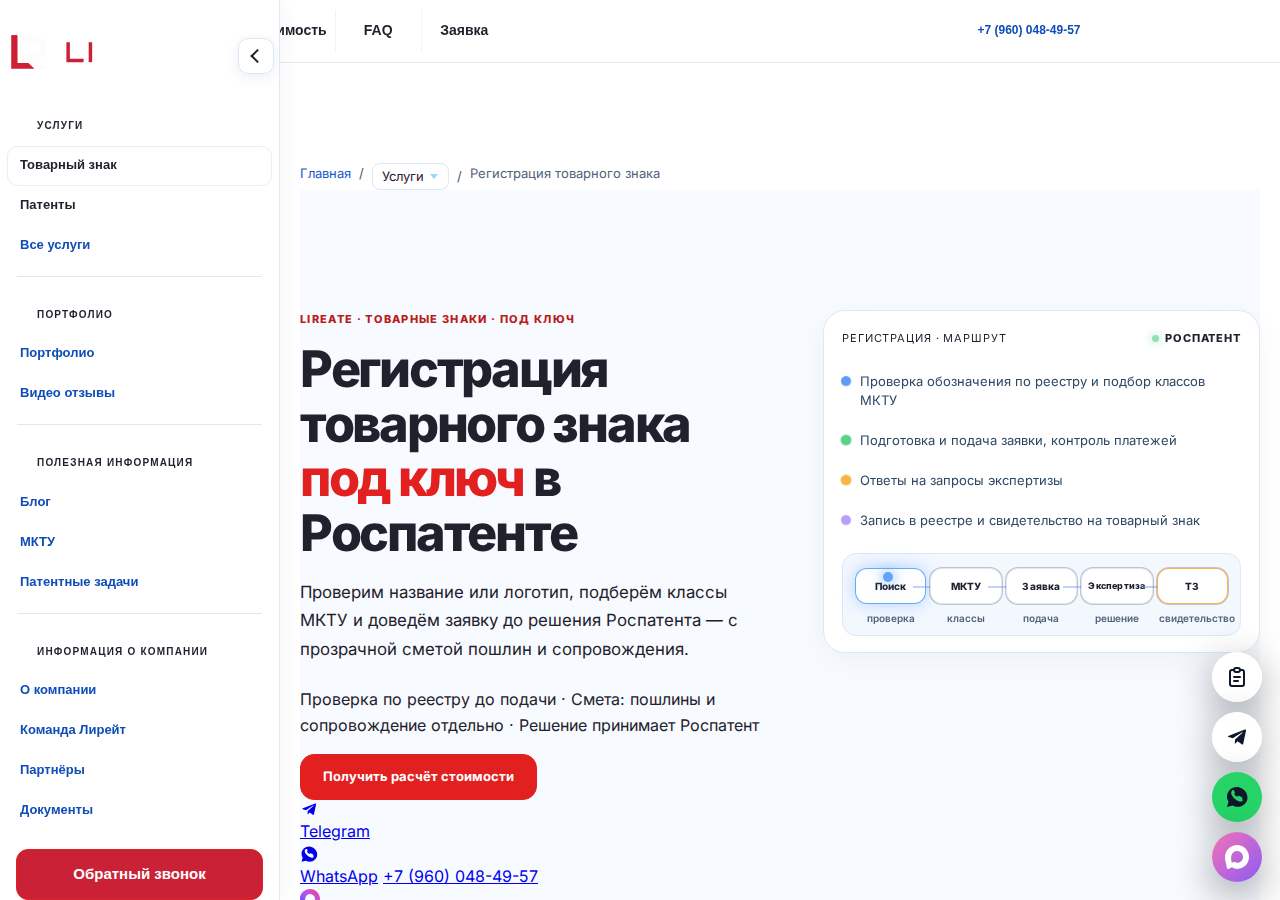 LI
УСЛУГИ
Товарный знак
Патенты
Все услуги
ПОРТФОЛИО
Портфолио
Видео отзывы
ПОЛЕЗНАЯ ИНФОРМАЦИЯ
Блог
МКТУ
Патентные задачи
ИНФОРМАЦИЯ О КОМПАНИИ
О компании
Команда Лирейт
Партнёры
Документы
Обратный звонок
имость
FAQ
Заявка
+7 (960) 048-49-57
Главная / Услуги / Регистрация товарного знака
LIREATE · ТОВАРНЫЕ ЗНАКИ · ПОД КЛЮЧ
Регистрация
товарного знака
под ключ в
Роспатенте
Проверим название или логотип, подберём классы
МКТУ и доведём заявку до решения Роспатента — с
прозрачной сметой пошлин и сопровождения.
Проверка по реестру до подачи · Смета: пошлины и
сопровождение отдельно · Решение принимает Роспатент
Получить расчёт стоимости
Telegram
WhatsApp +7 (960) 048-49-57
РЕГИСТРАЦИЯ · МАРШРУТ
РОСПАТЕНТ
Проверка обозначения по реестру и подбор классов
МКТУ
Подготовка и подача заявки, контроль платежей
Ответы на запросы экспертизы
Запись в реестре и свидетельство на товарный знак
Поиск МКТУ Заявка Экспертиза ТЗ
проверка классы подача решение свидетельство